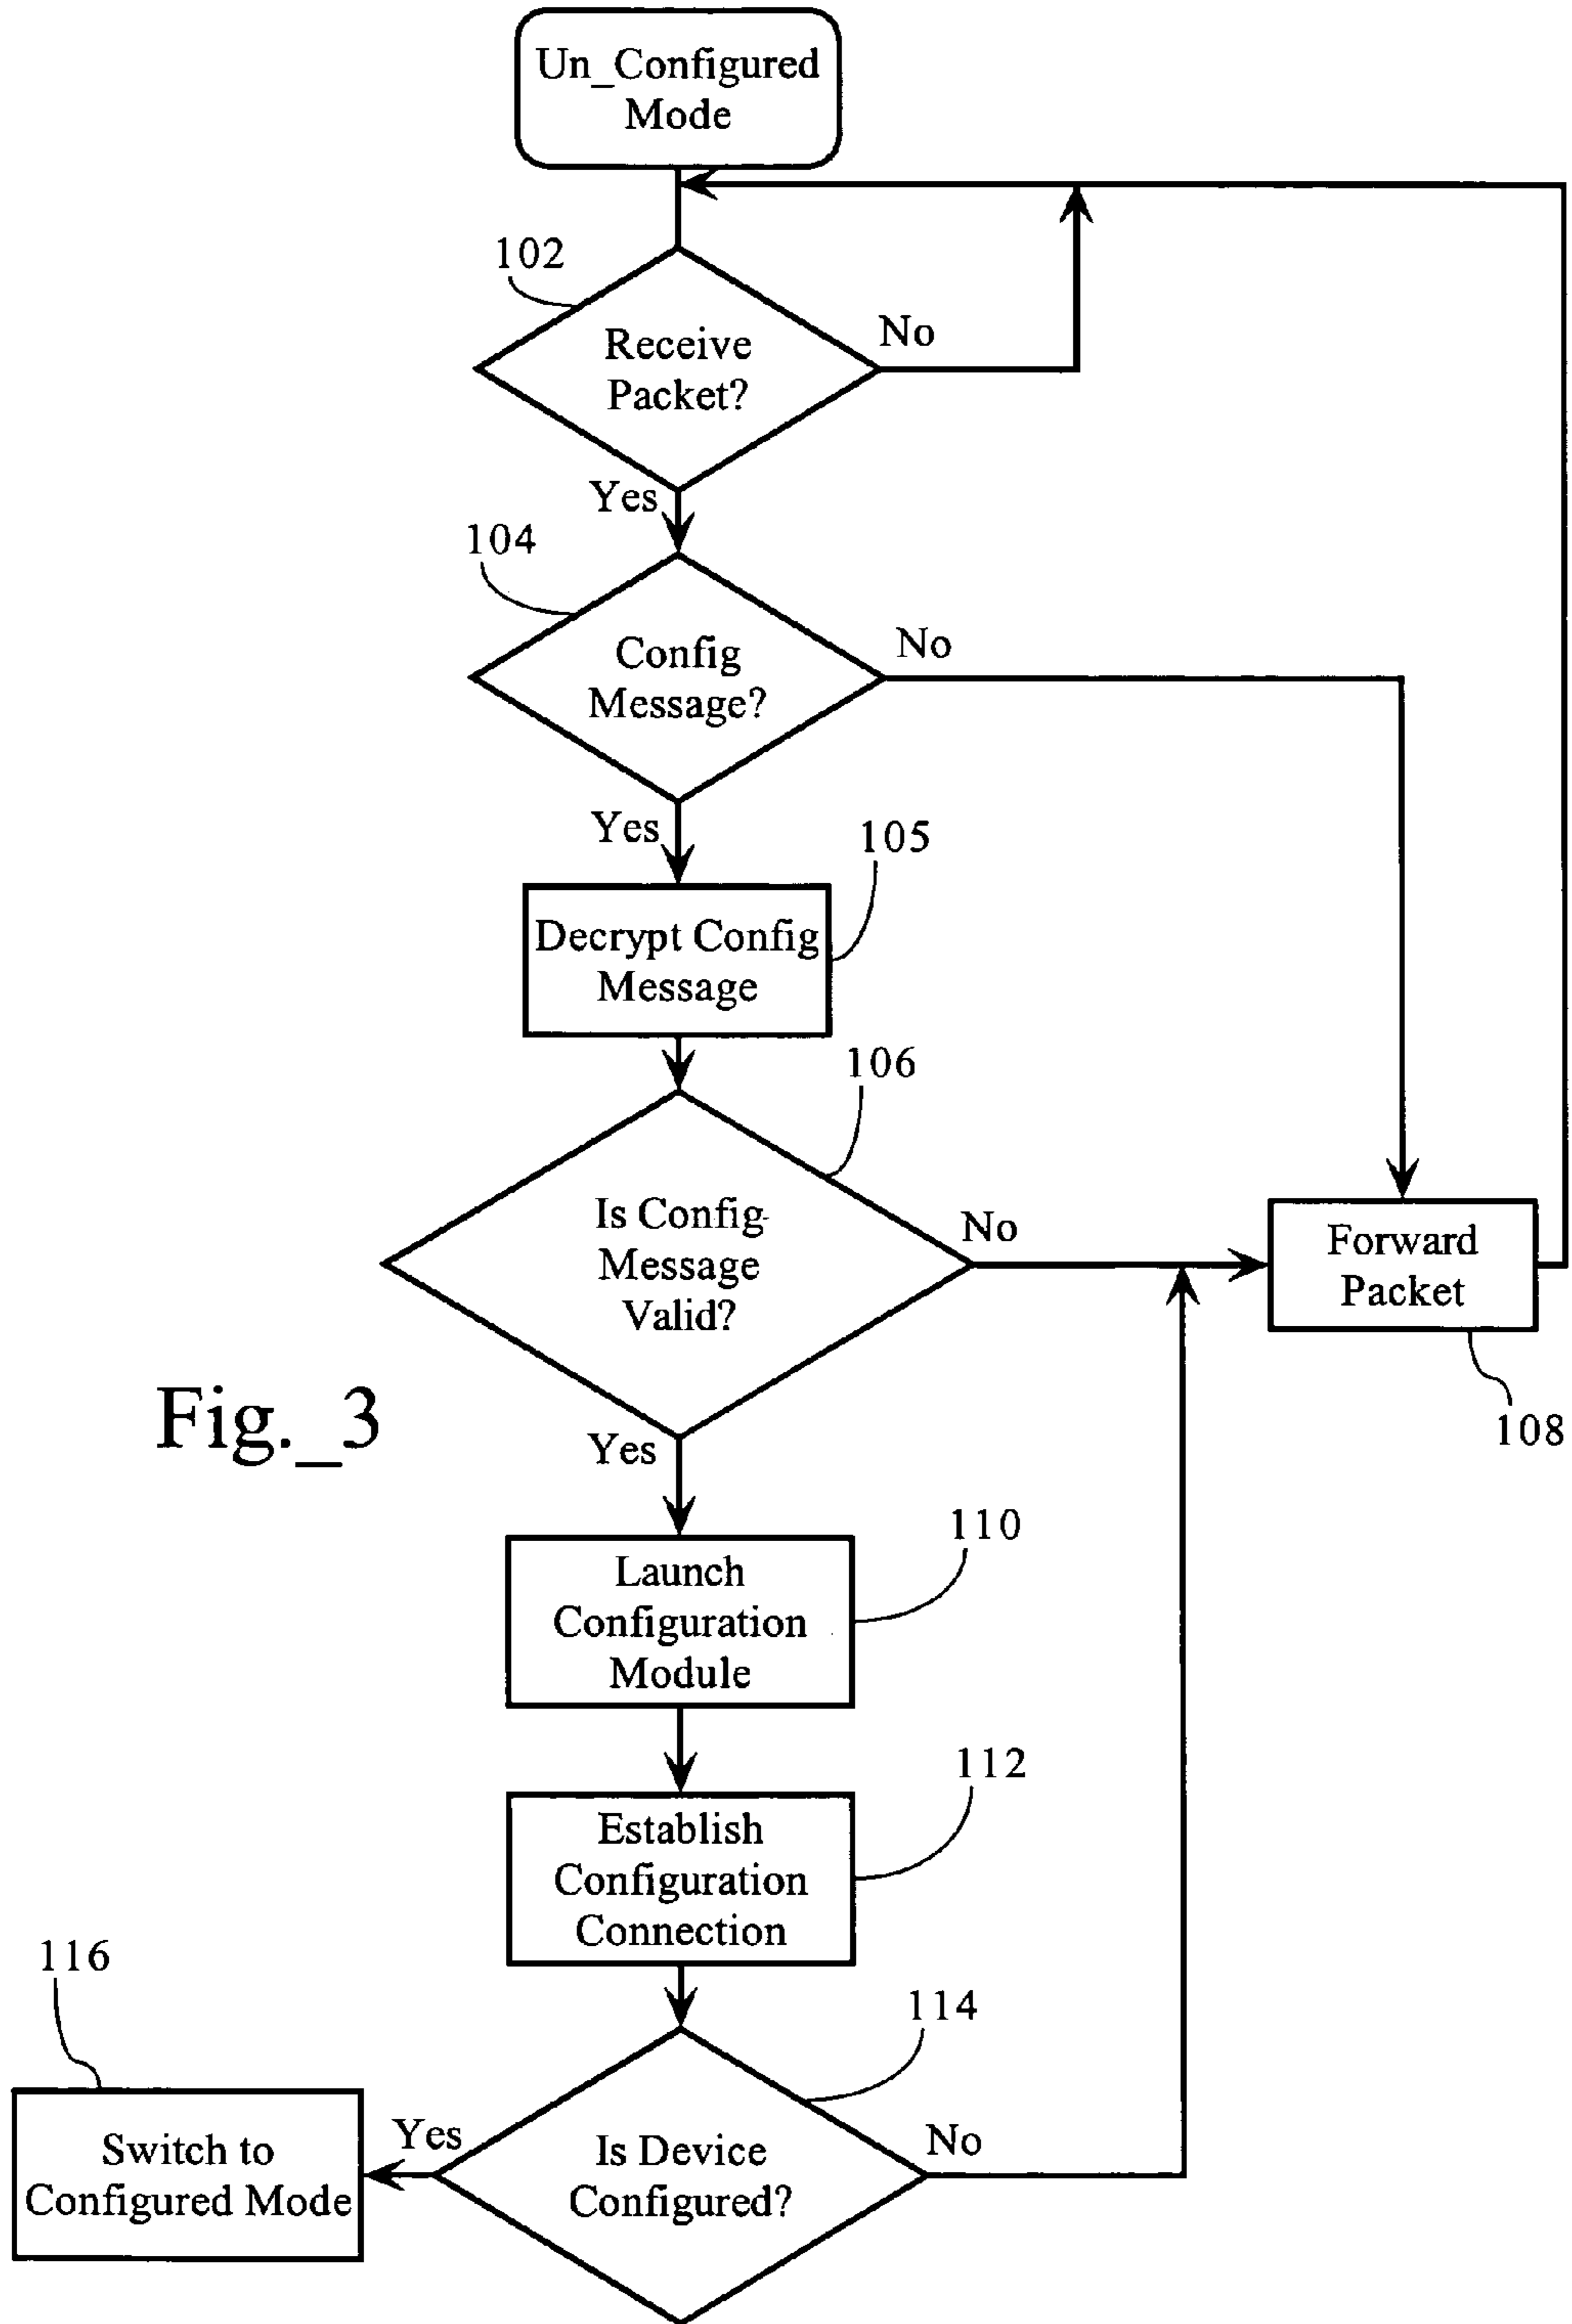 Un_Configured
Mode
102
Receive
Packet?
No
Yes
104
Config
Message?
No
Yes
105
Decrypt Config
Message
106
Is Config
Message
Valid?
No
Forward
Packet
108
Fig._3
Yes
110
Launch
Configuration
Module
112
Establish
Configuration
Connection
116
114
Switch to
Configured Mode
Yes
Is Device
Configured?
No